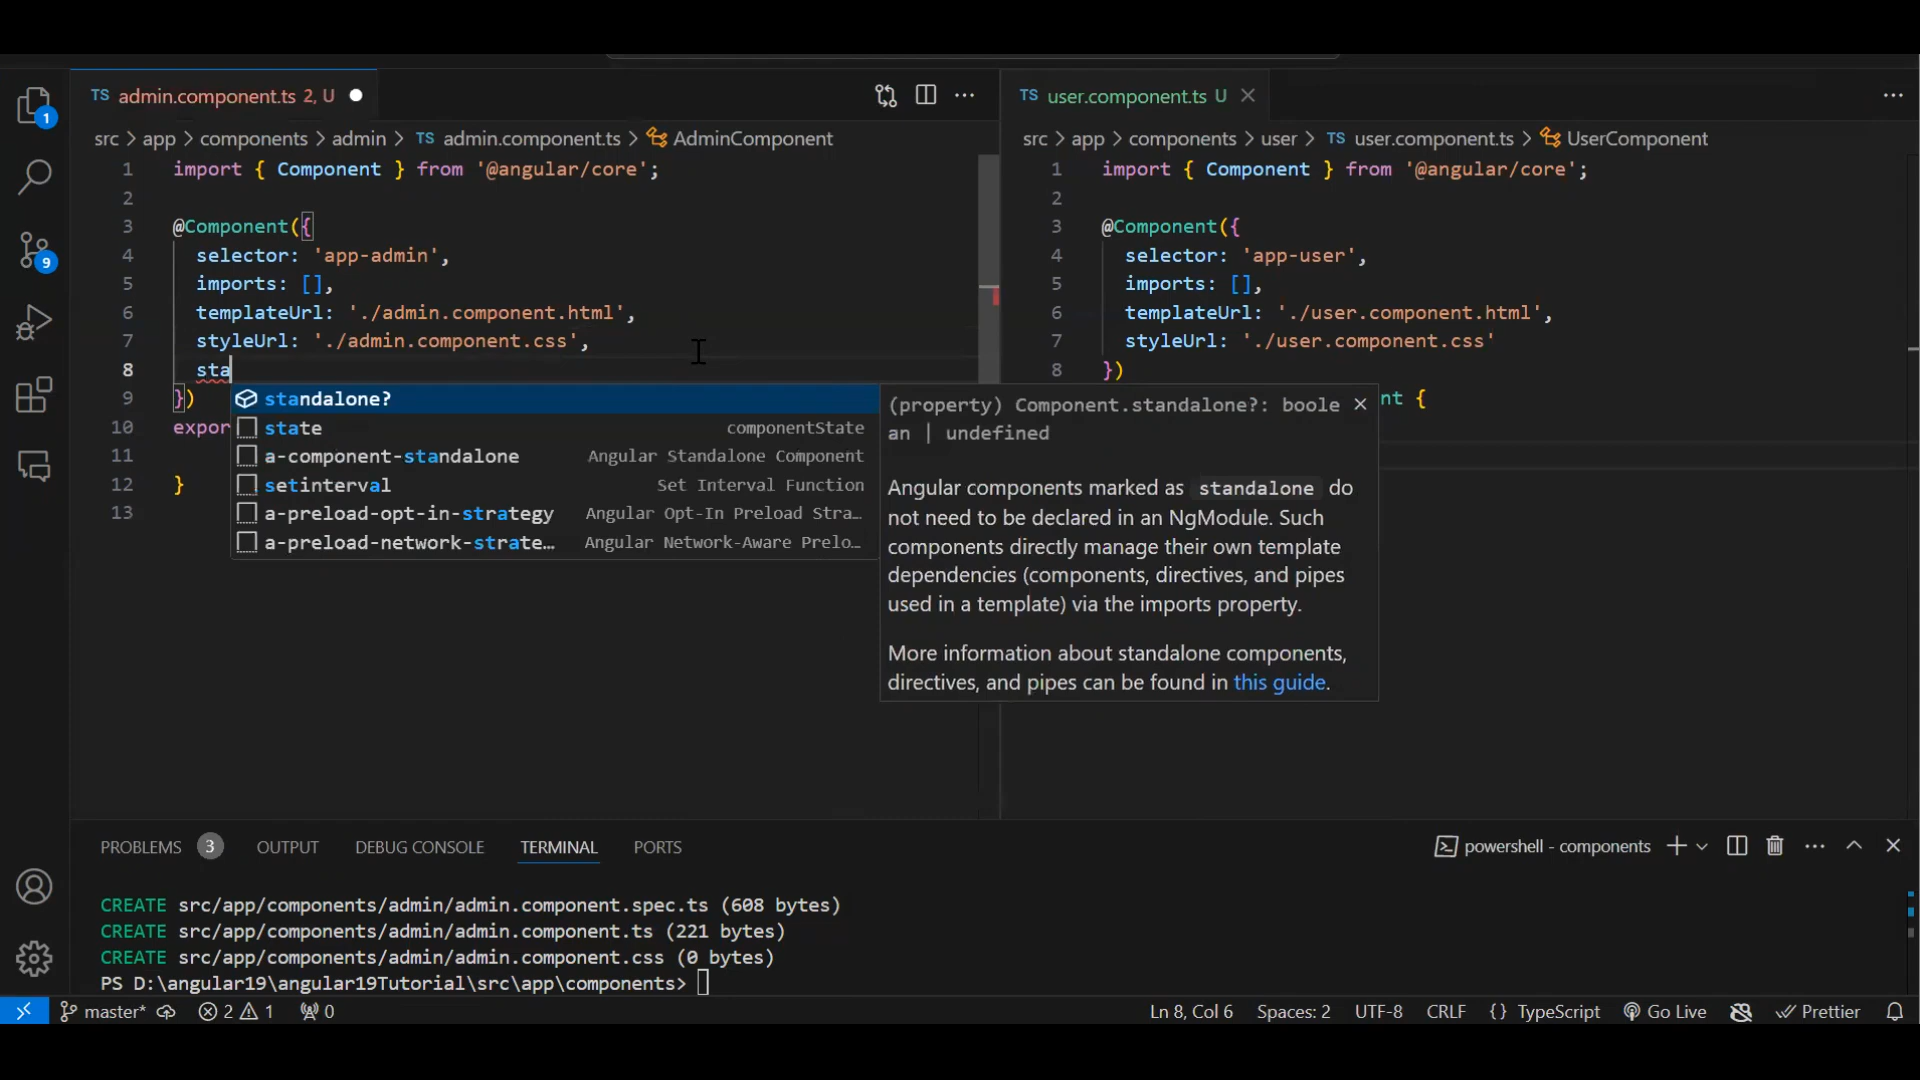 TS admin.component.ts 2, U
TS user.component.ts U
src > app > components > admin > TS admin.component.ts > AdminComponent
1 import { Component } from '@angular/core';
2
3 @Component({
4 selector: 'app-admin',
5 imports: [],
6 templateUrl: './admin.component.html',
7 styleUrl: './admin.component.css',
8 sta
9 })
10 expor
11
12 }
13
standalone?
state componentState
a-component-standalone Angular Standalone Component
setinterval Set Interval Function
a-preload-opt-in-strategy Angular Opt-In Preload Stra…
a-preload-network-strate… Angular Network-Aware Prelo…
src > app > components > user > TS user.component.ts > UserComponent
1 import { Component } from '@angular/core';
2
3 @Component({
4 selector: 'app-user',
5 imports: [],
6 templateUrl: './user.component.html',
7 styleUrl: './user.component.css'
8 })
nt {
(property) Component.standalone?: boole
an | undefined
Angular components marked as standalone do
not need to be declared in an NgModule. Such
components directly manage their own template
dependencies (components, directives, and pipes
used in a template) via the imports property.
More information about standalone components,
directives, and pipes can be found in this guide.
1
9
PROBLEMS 3 OUTPUT DEBUG CONSOLE TERMINAL PORTS
powershell - components
CREATE src/app/components/admin/admin.component.spec.ts (608 bytes)
CREATE src/app/components/admin/admin.component.ts (221 bytes)
CREATE src/app/components/admin/admin.component.css (0 bytes)
PS D:\angular19\angular19Tutorial\src\app\components>
master* 2 1 0 Ln 8, Col 6 Spaces: 2 UTF-8 CRLF {} TypeScript Go Live Prettier